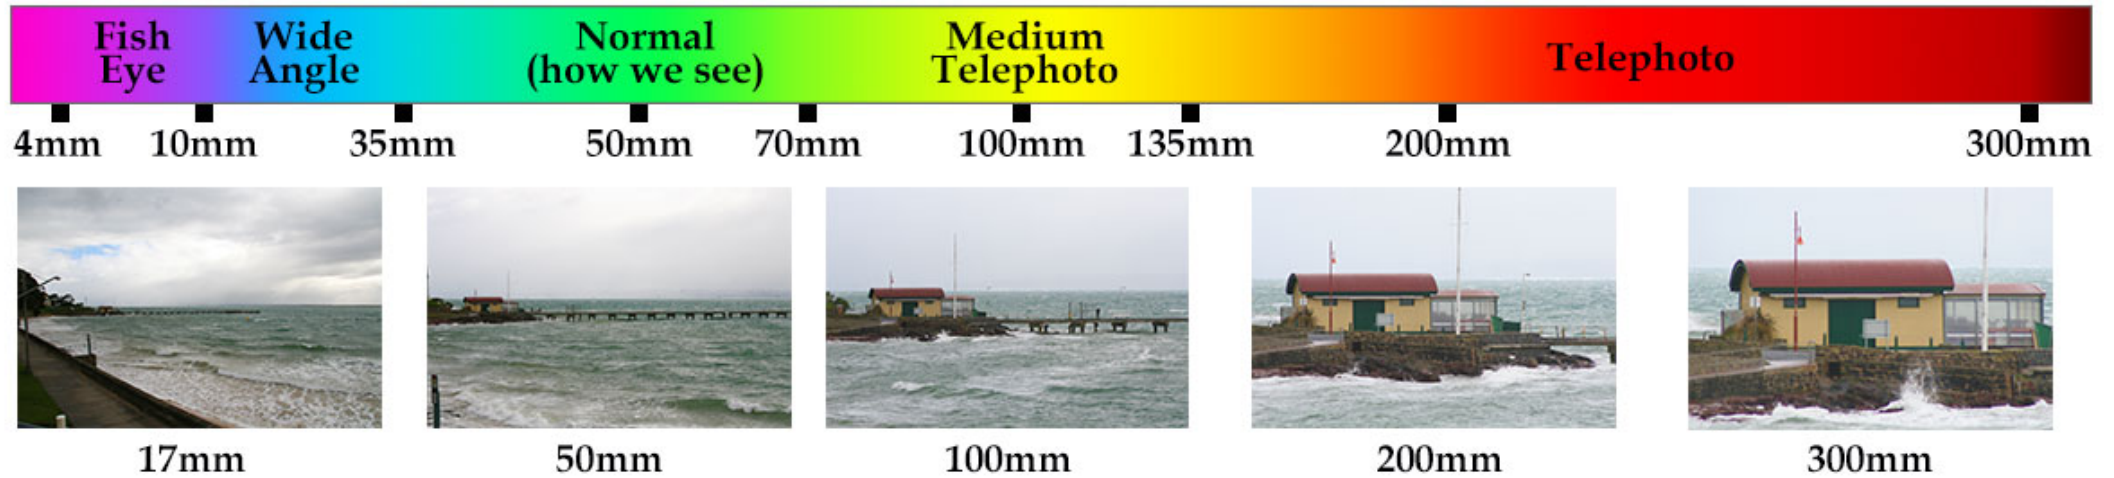 Fish
Eye
Wide
Angle
Normal
(how we see)
Medium
Telephoto
Telephoto
4mm 10mm 35mm 50mm 70mm 100mm 135mm 200mm 300mm
17mm 50mm 100mm 200mm 300mm